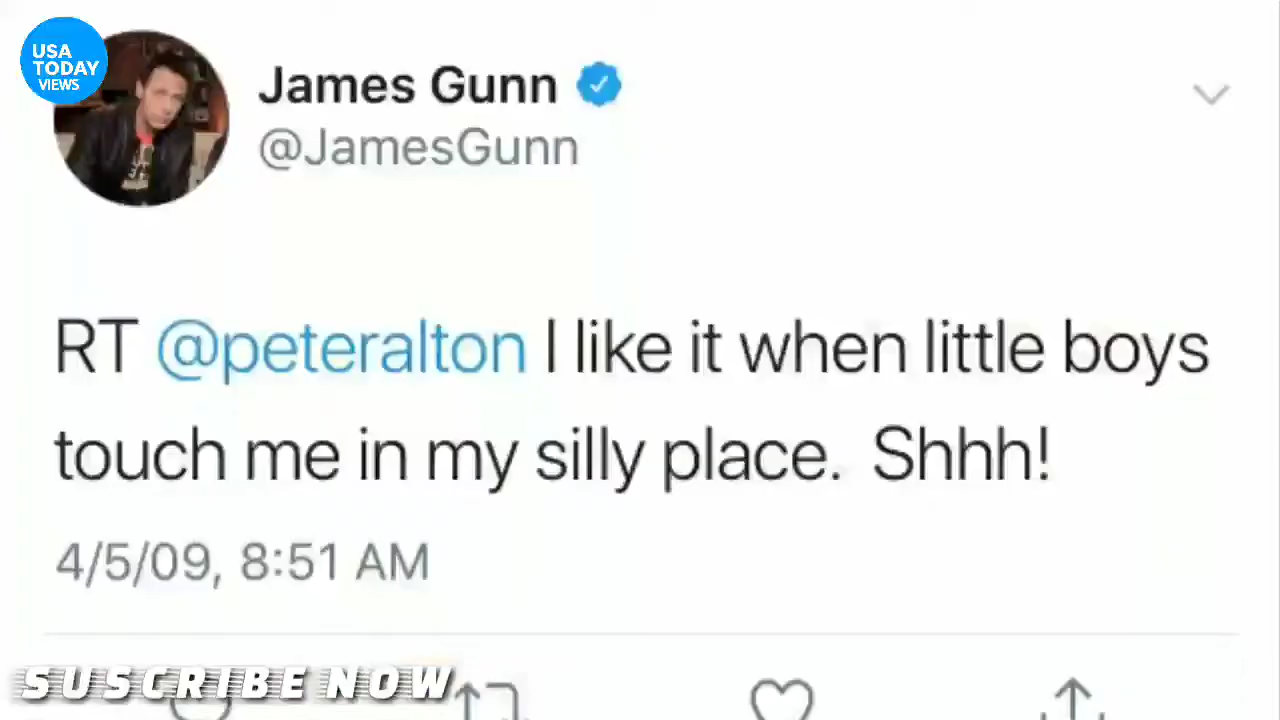 USA
TODAY
VIEWS
James Gunn
@JamesGunn
RT @peteralton I like it when little boys
touch me in my silly place.  Shhh!
4/5/09, 8:51 AM
SUSCRIBE NOW